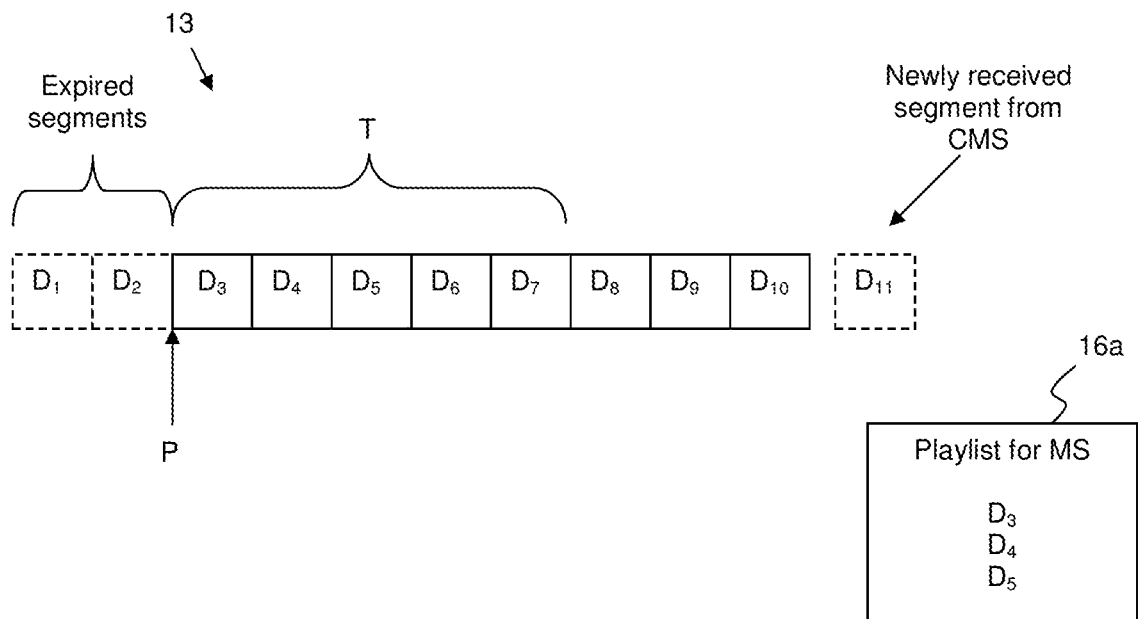 13
Expired
segments
T
Newly received
segment from
CMS
D₁ D₂ D₃ D₄ D₅ D₆ D₇ D₈ D₉ D₁₀ D₁₁
P
16a
Playlist for MS
D₃
D₄
D₅